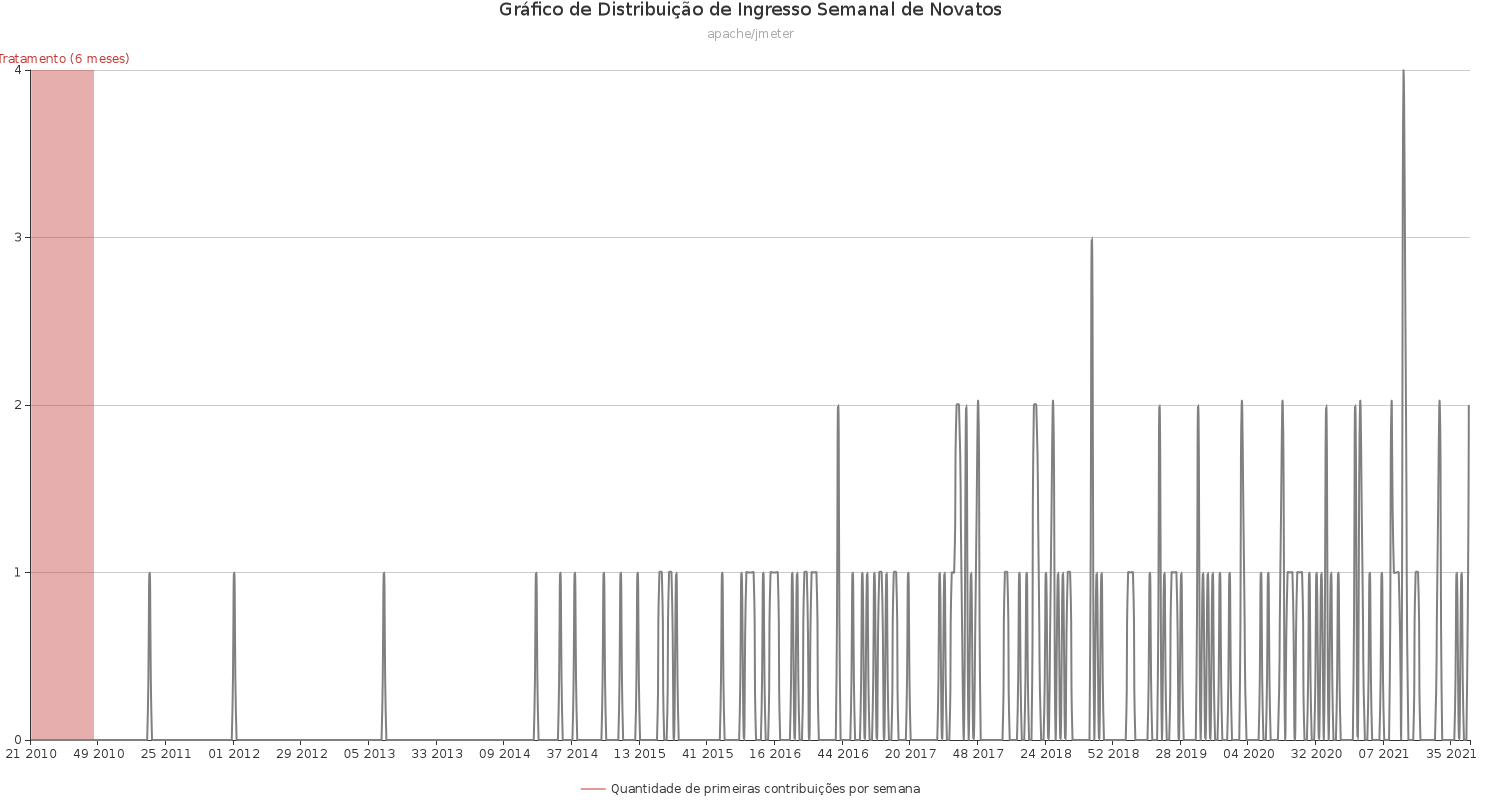 Gráfico de Distribuição de Ingresso Semanal de Novatos
apache/jmeter
Tratamento (6 meses)
4
3
2
1
0
21 2010 49 2010 25 2011 01 2012 29 2012 05 2013 33 2013 09 2014 37 2014 13 2015 41 2015 16 2016 44 2016 20 2017 48 2017 24 2018 52 2018 28 2019 04 2020 32 2020 07 2021 35 2021
Quantidade de primeiras contribuições por semana